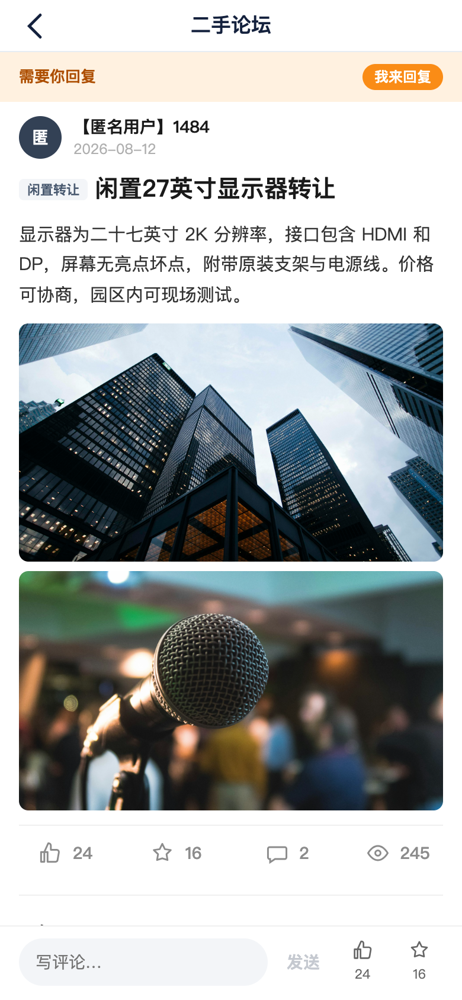 二手论坛
需要你回复
我来回复
匿
【匿名用户】1484
2026-08-12
闲置转让
闲置27英寸显示器转让
显示器为二十七英寸 2K 分辨率，接口包含 HDMI 和
DP，屏幕无亮点坏点，附带原装支架与电源线。价格
可协商，园区内可现场测试。
24
16
2
245
写评论...
发送
24
16